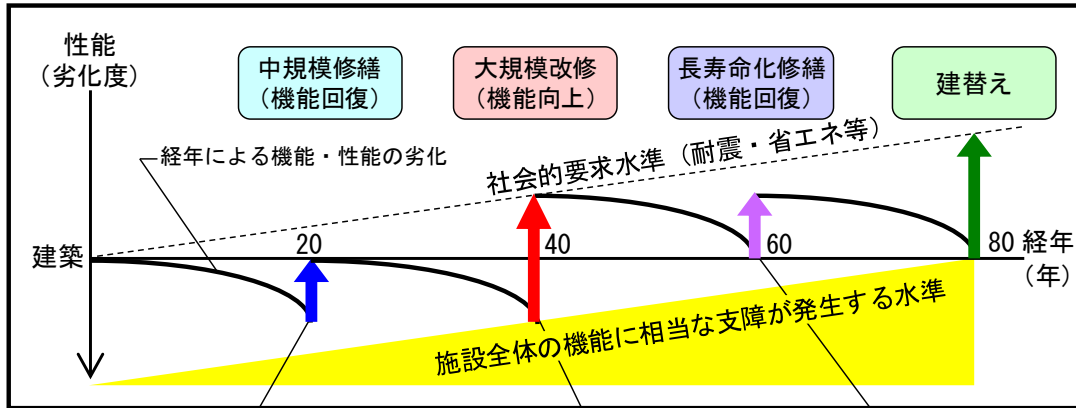 性能
（劣化度）
中規模修繕
（機能回復）
大規模改修
（機能向上）
長寿命化修繕
（機能回復）
建替え
経年による機能・性能の劣化
社会的要求水準（耐震・省エネ等）
建築
20
40
60
80
経年
（年）
施設全体の機能に相当な支障が発生する水準